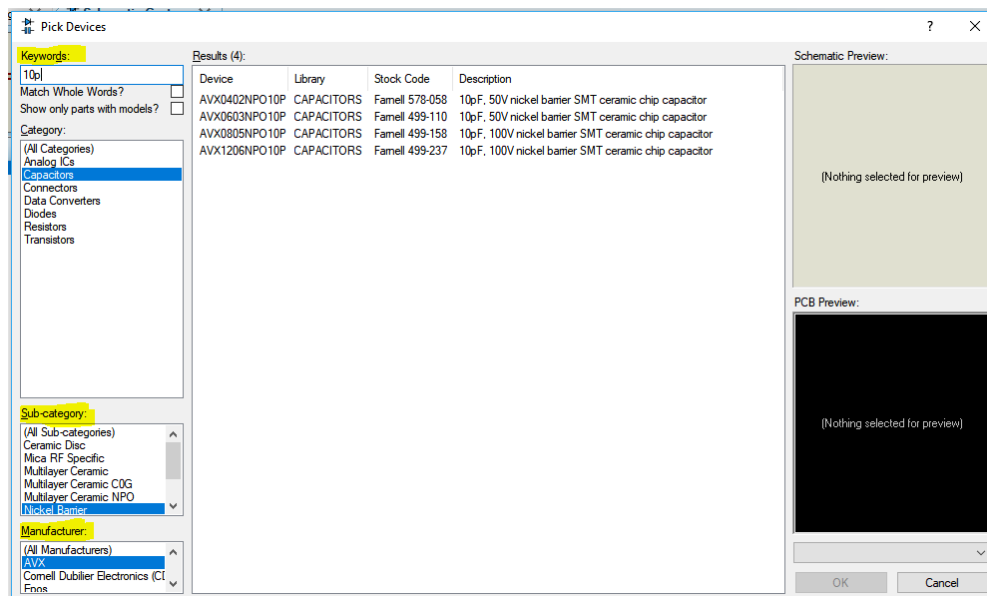 Pick Devices
?
Keywords:
10p
Match Whole Words?
Show only parts with models?
Category:
(All Categories)
Analog ICs
Capacitors
Connectors
Data Converters
Diodes
Resistors
Transistors
Sub-category:
(All Sub-categories)
Ceramic Disc
Mica RF Specific
Multilayer Ceramic
Multilayer Ceramic C0G
Multilayer Ceramic NPO
Nickel Barrier
Manufacturer:
(All Manufacturers)
AVX
Cornell Dubilier Electronics (CD
Epos
Results (4):
Device Library Stock Code Description
AVX0402NPO10P CAPACITORS Farnell 578-058 10pF, 50V nickel barrier SMT ceramic chip capacitor
AVX0603NPO10P CAPACITORS Farnell 499-110 10pF, 50V nickel barrier SMT ceramic chip capacitor
AVX0805NPO10P CAPACITORS Farnell 499-158 10pF, 100V nickel barrier SMT ceramic chip capacitor
AVX1206NPO10P CAPACITORS Farnell 499-237 10pF, 100V nickel barrier SMT ceramic chip capacitor
Schematic Preview:
(Nothing selected for preview)
PCB Preview:
(Nothing selected for preview)
OK
Cancel